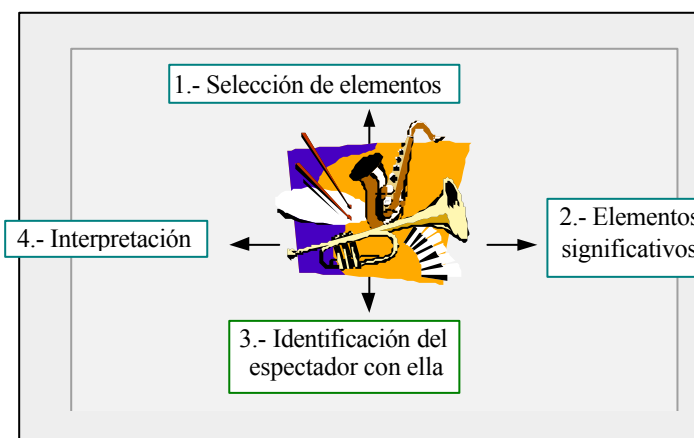 1.- Selección de elementos
2.- Elementos
significativos
3.- Identificación del
espectador con ella
4.- Interpretación